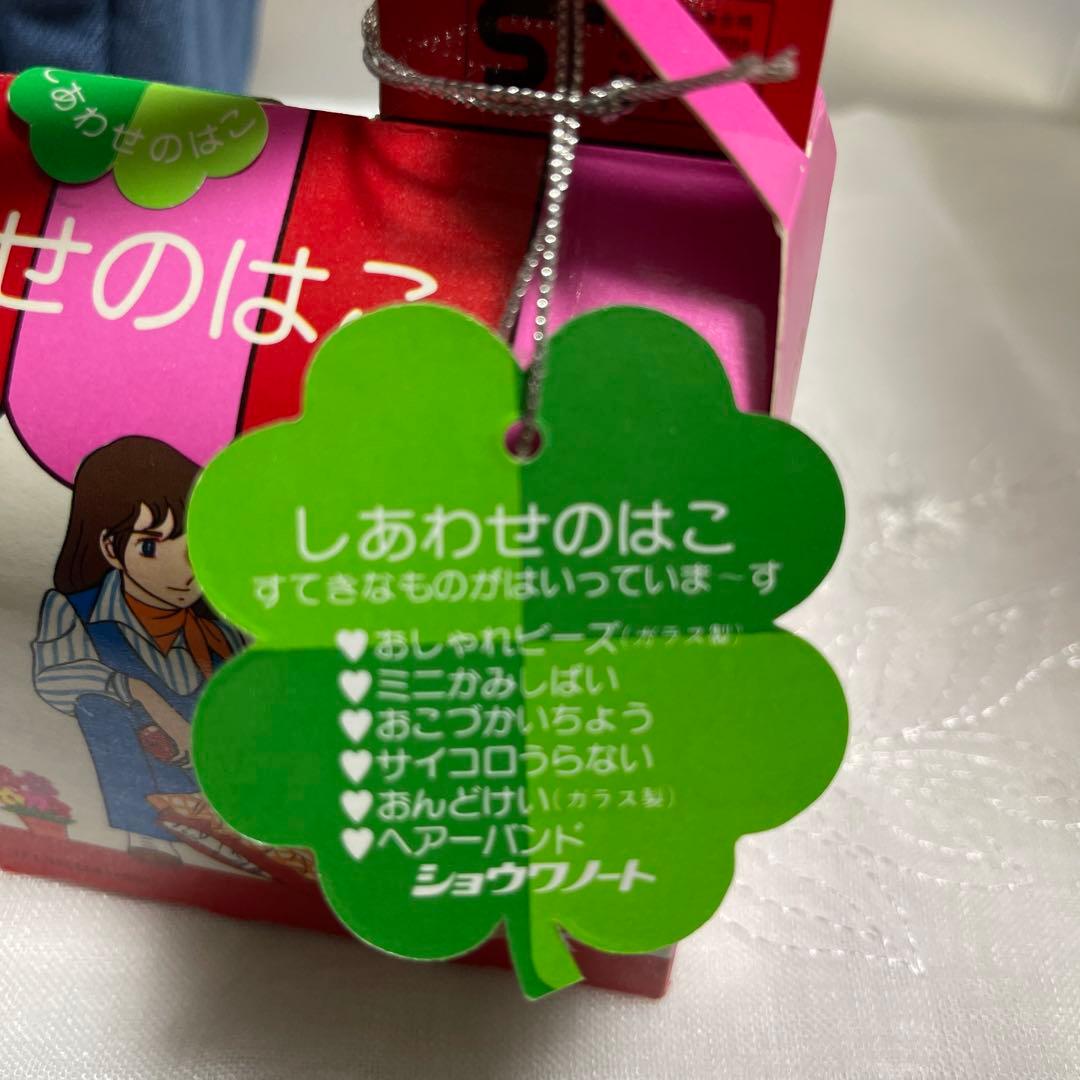 ST
しあわせのはこ
せのはこ
しあわせのはこ
すてきなものがはいっていま〜す
♥おしゃれビーズ(ガラス製)
♥ミニかみしばい
♥おこづかいちょう
♥サイコロうらない
♥おんどけい(ガラス製)
♥ヘアーバンド
ショウワノート